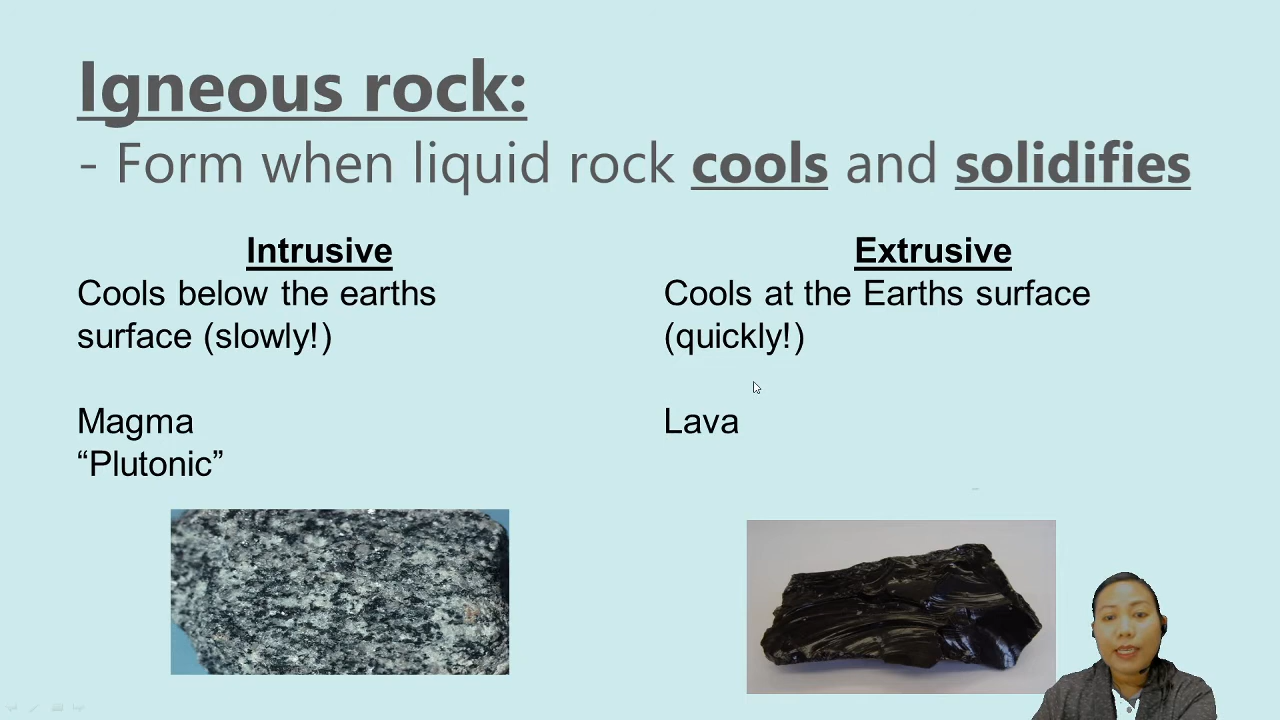 Igneous rock:
- Form when liquid rock cools and solidifies
Intrusive
Cools below the earths
surface (slowly!)
Magma
“Plutonic”
Extrusive
Cools at the Earths surface
(quickly!)
Lava